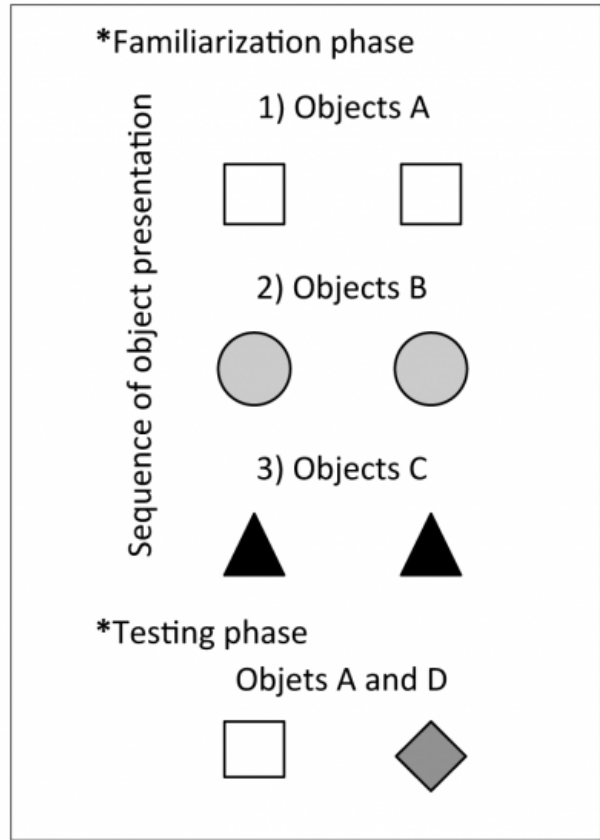 *Familiarization phase
Sequence of object presentation
1) Objects A
2) Objects B
3) Objects C
*Testing phase
Objets A and D